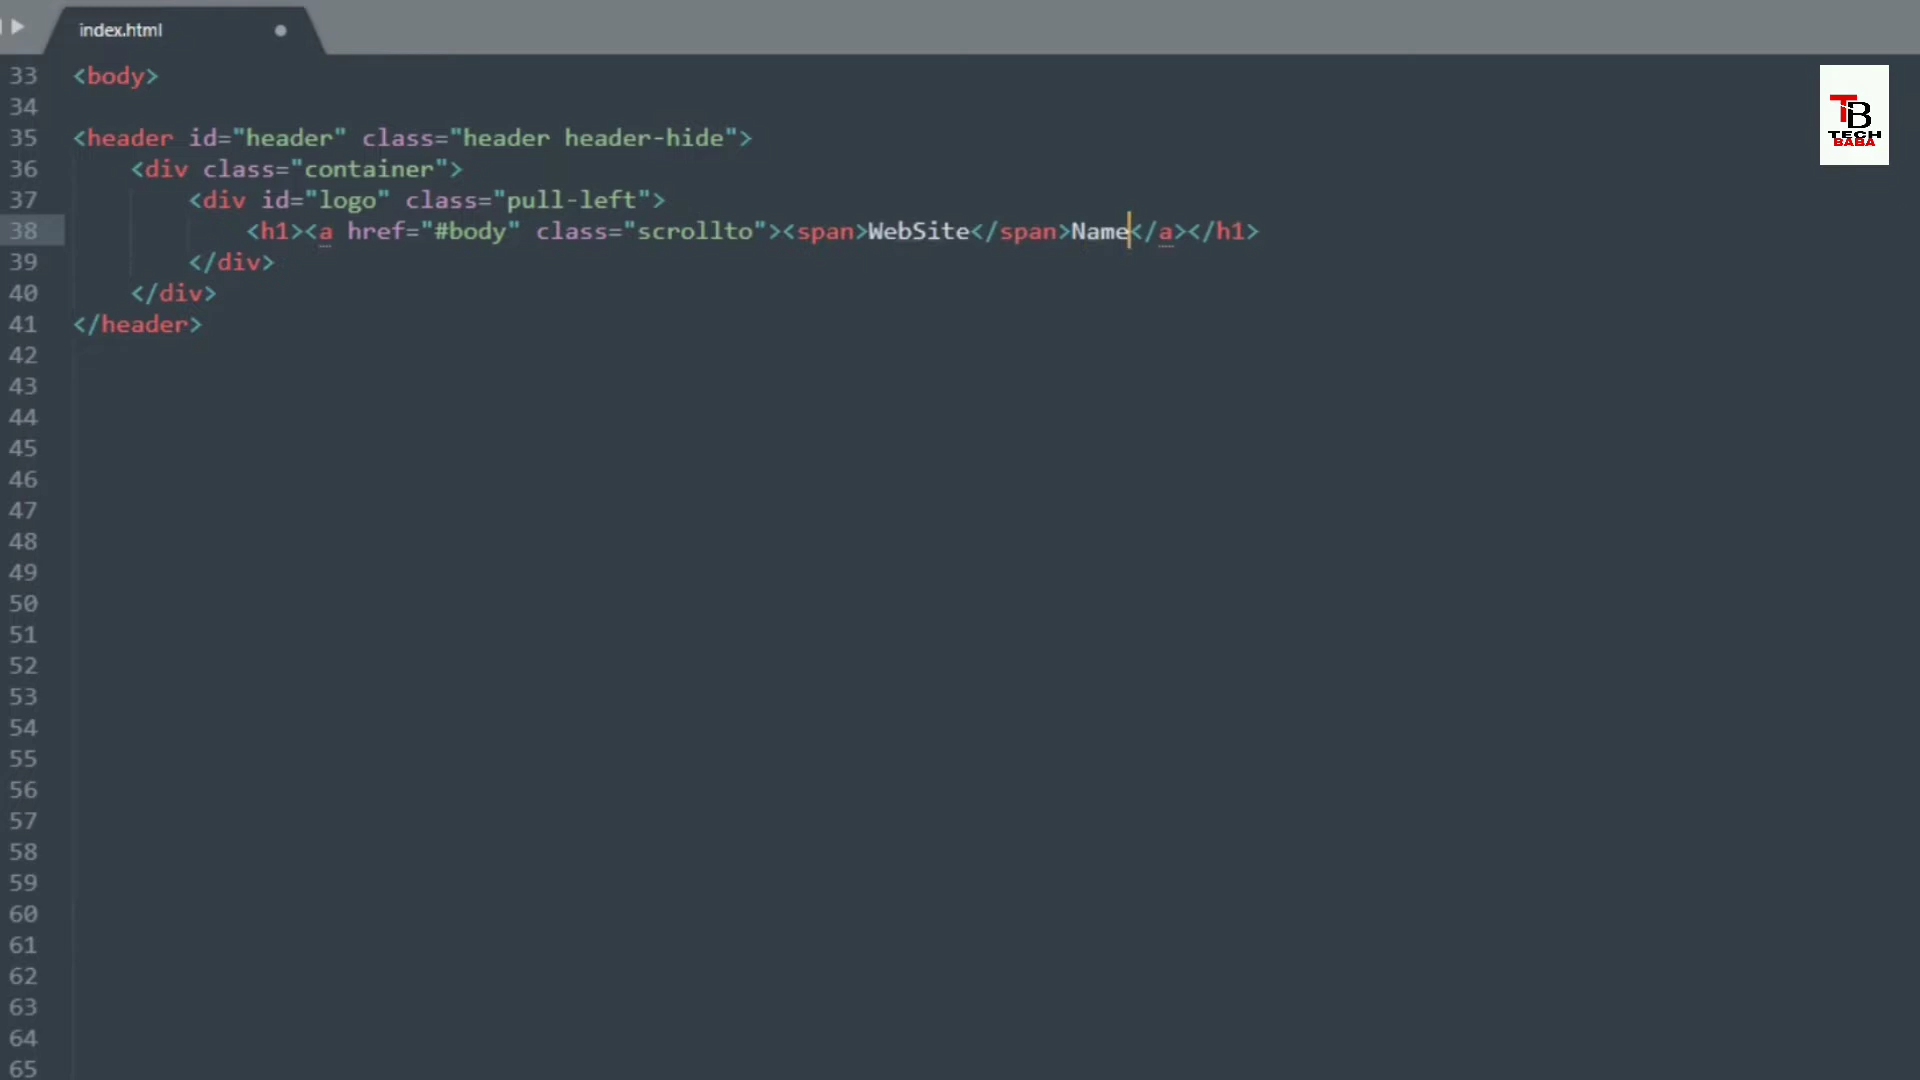 index.html
33 <body>
34
35 <header id="header" class="header header-hide">
36 <div class="container">
37 <div id="logo" class="pull-left">
38 <h1><a href="#body" class="scrollto"><span>WebSite</span>Name</a></h1>
39 </div>
40 </div>
41 </header>
42
43
44
45
46
47
48
49
50
51
52
53
54
55
56
57
58
59
60
61
62
63
64
65
TB
TECH
BABA